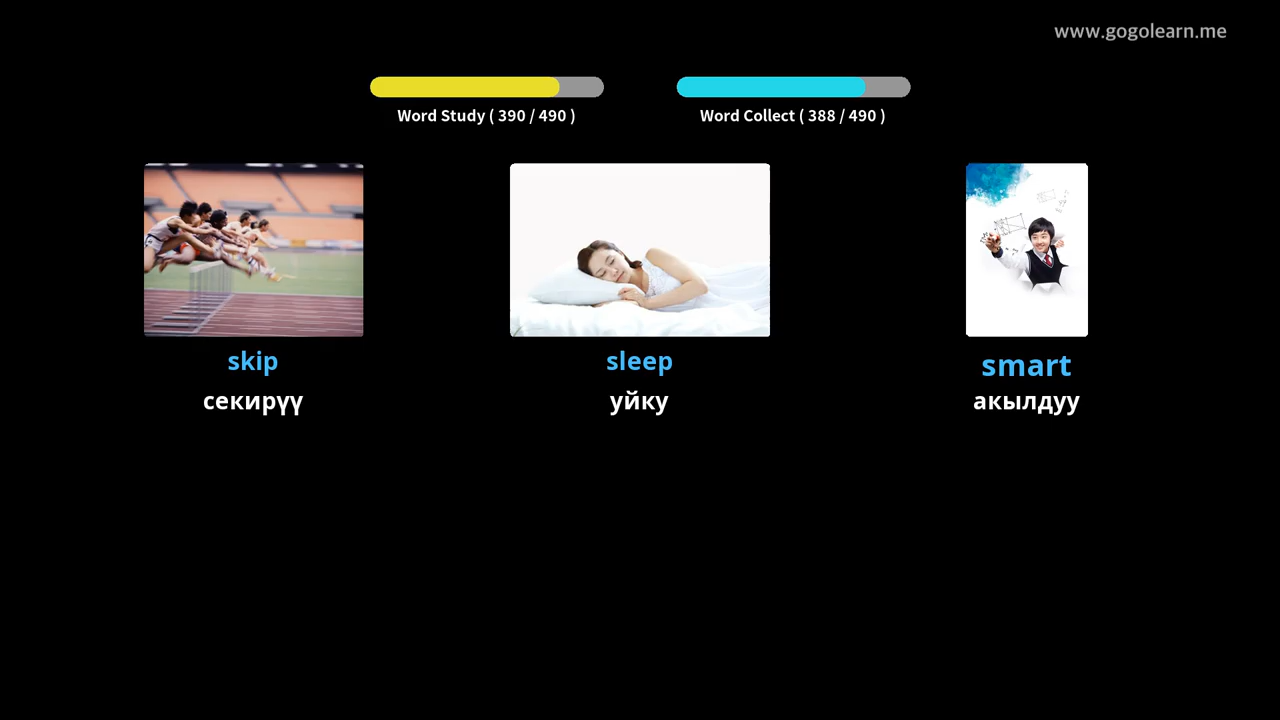 www.gogolearn.me
Word Study ( 390 / 490 )
Word Collect ( 388 / 490 )
skip
sleep
smart
секирүү
уйку
акылдуу